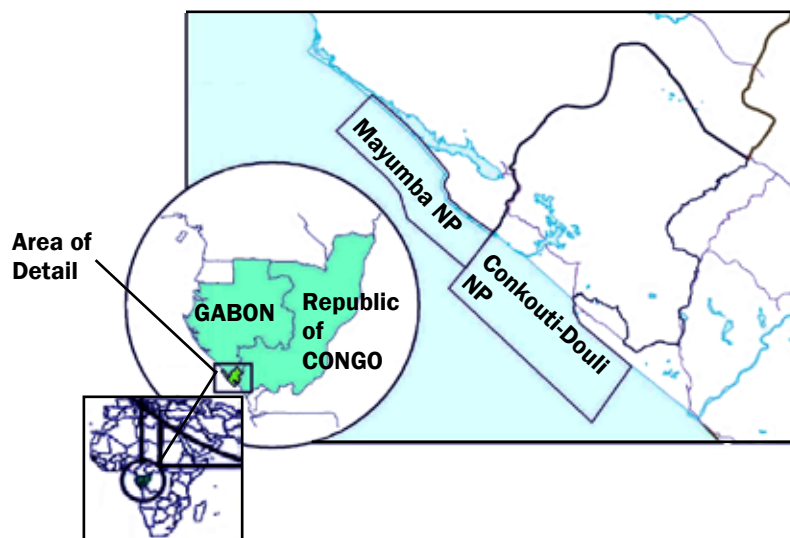 Mayumba NP
Conkouti-Douli
NP
Area of
Detail
GABON
Republic
of
CONGO